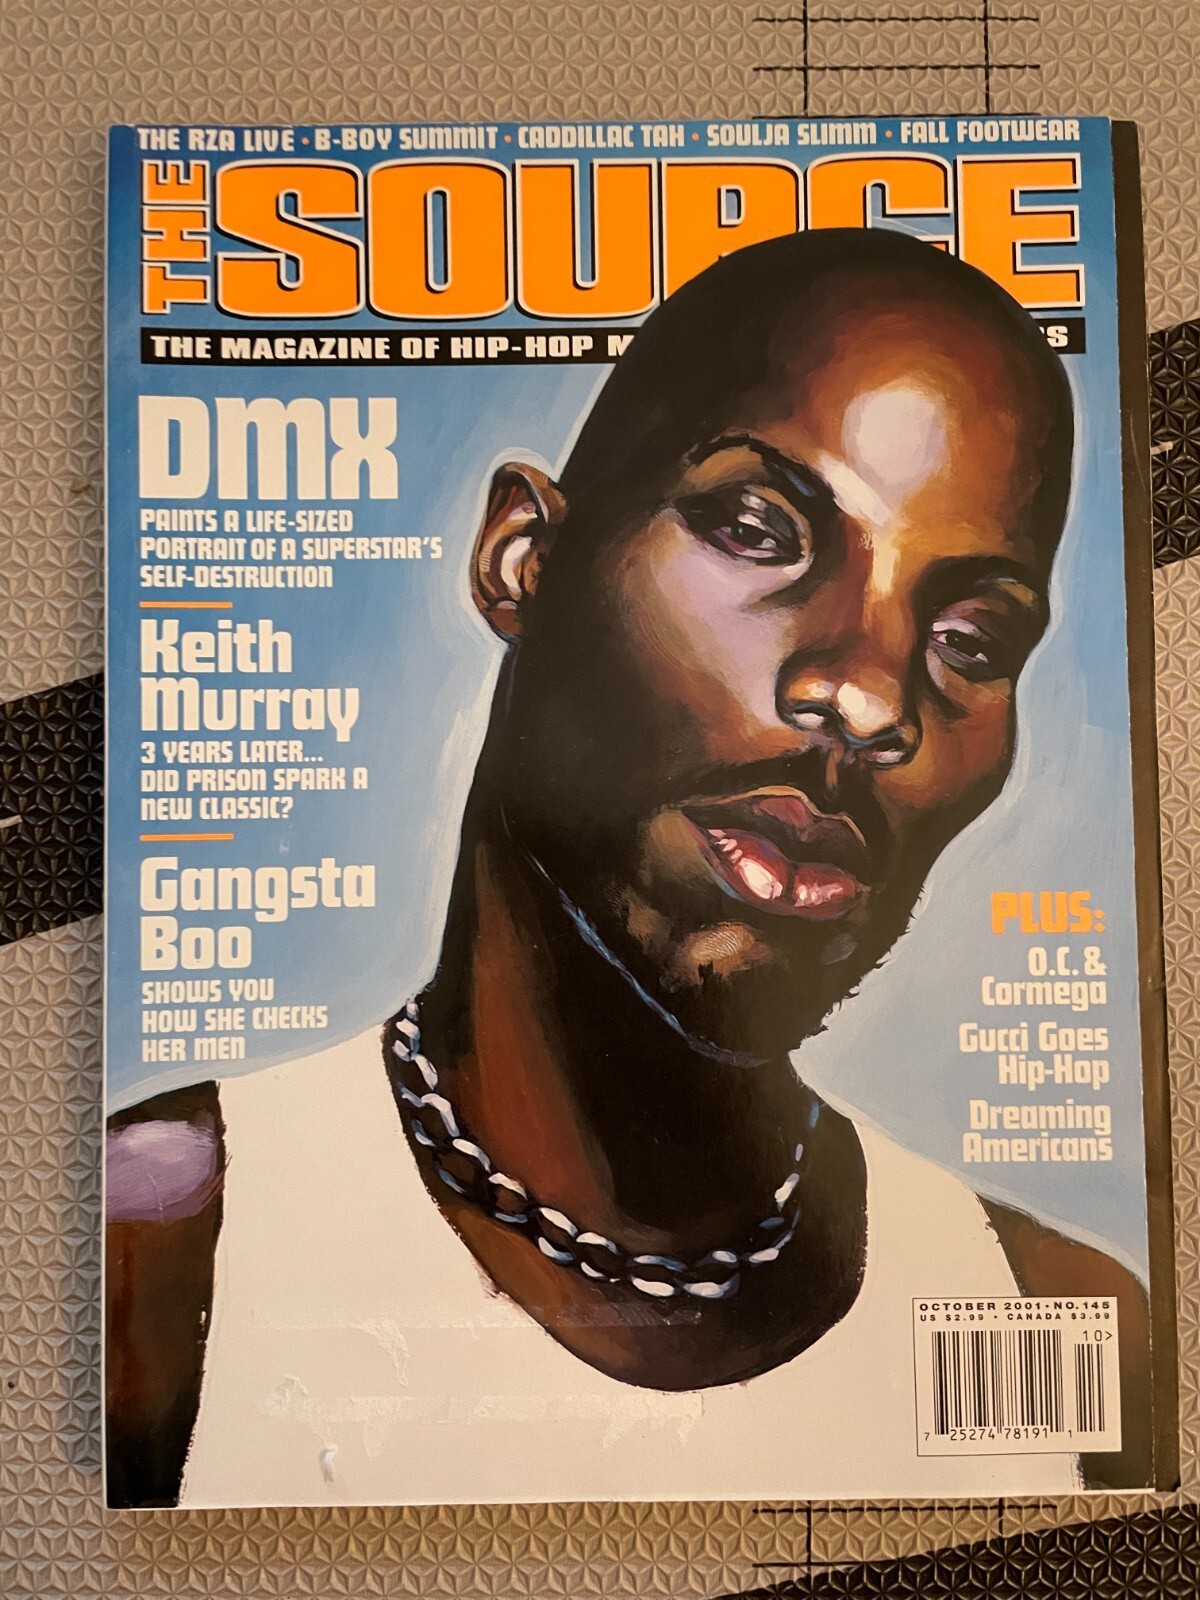 THE RZA LIVE • B-BOY SUMMIT • CADDILLAC TAH • SOULJA SLIMM • FALL FOOTWEAR
THE SOURCE
THE MAGAZINE OF HIP-HOP M
S
DMX
PAINTS A LIFE-SIZED
PORTRAIT OF A SUPERSTAR'S
SELF-DESTRUCTION
Keith
Murray
3 YEARS LATER...
DID PRISON SPARK A
NEW CLASSIC?
Gangsta
Boo
SHOWS YOU
HOW SHE CHECKS
HER MEN
PLUS:
O.C. &
Cormega
Gucci Goes
Hip-Hop
Dreaming
Americans
OCTOBER 2001 • NO. 145
US $2.99 • CANADA $3.99
10>
7 25274 78191 1